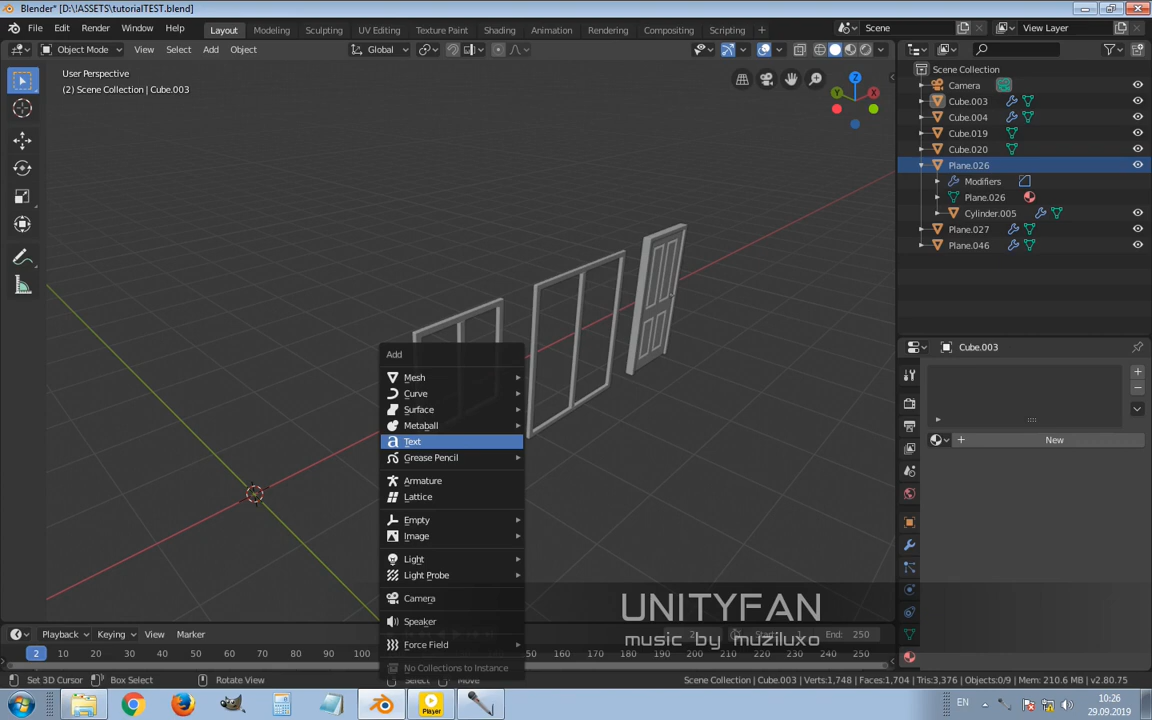 Blender* [D:\!ASSETS\tutorialTEST.blend]
File Edit Render Window Help Layout Modeling Sculpting UV Editing Texture Paint Shading Animation Rendering Compositing Scripting Scene View Layer
Object Mode View Select Add Object Global
User Perspective
(2) Scene Collection | Cube.003
Z
Y
X
Scene Collection
Camera
Cube.003
Cube.004
Cube.019
Cube.020
Plane.026
Modifiers
Plane.026
Cylinder.005
Plane.027
Plane.046
Cube.003
New
Add
Mesh
Curve
Surface
Metaball
Text
Grease Pencil
Armature
Lattice
Empty
Image
Light
Light Probe
Camera
Speaker
Force Field
No Collections to Instance
UNITYFAN
music by muziluxo
Playback Keying View Marker 2 Start: 1 End: 250
2 10 20 30 40 50 60 70 80 90 100 110 120 130 140 150 160 170 180 190 200 210 220 230 240 250
Set 3D Cursor Box Select Rotate View Select Move Scene Collection | Cube.003 | Verts:1,748 | Faces:1,704 | Tris:3,376 | Objects:0/9 | Mem: 210.6 MB | v2.80.75
Player
EN
10:26
29.09.2019